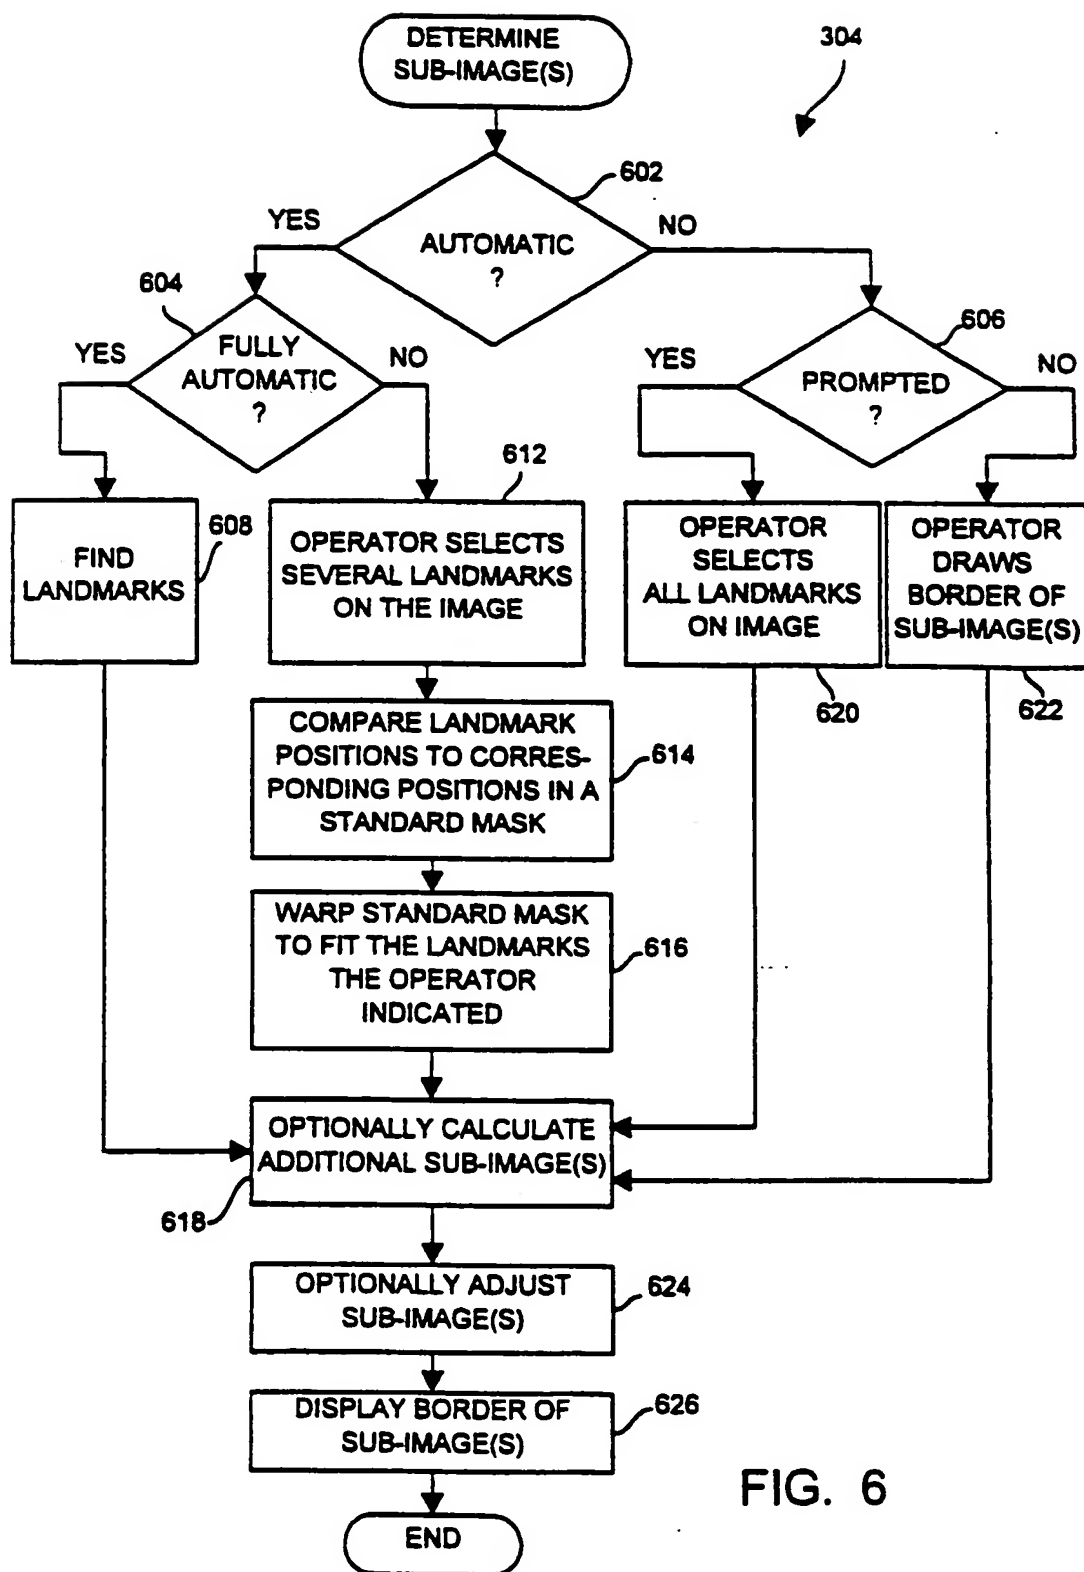 DETERMINE
SUB-IMAGE(S)
304
602
YES
AUTOMATIC
?
NO
604
YES
FULLY
AUTOMATIC
?
NO
606
YES
PROMPTED
?
NO
608
FIND
LANDMARKS
612
OPERATOR SELECTS
SEVERAL LANDMARKS
ON THE IMAGE
OPERATOR
SELECTS
ALL LANDMARKS
ON IMAGE
620
OPERATOR
DRAWS
BORDER OF
SUB-IMAGE(S)
622
COMPARE LANDMARK
POSITIONS TO CORRES-
PONDING POSITIONS IN A
STANDARD MASK
614
WARP STANDARD MASK
TO FIT THE LANDMARKS
THE OPERATOR
INDICATED
616
OPTIONALLY CALCULATE
ADDITIONAL SUB-IMAGE(S)
618
OPTIONALLY ADJUST
SUB-IMAGE(S)
624
DISPLAY BORDER OF
SUB-IMAGE(S)
626
END
FIG. 6